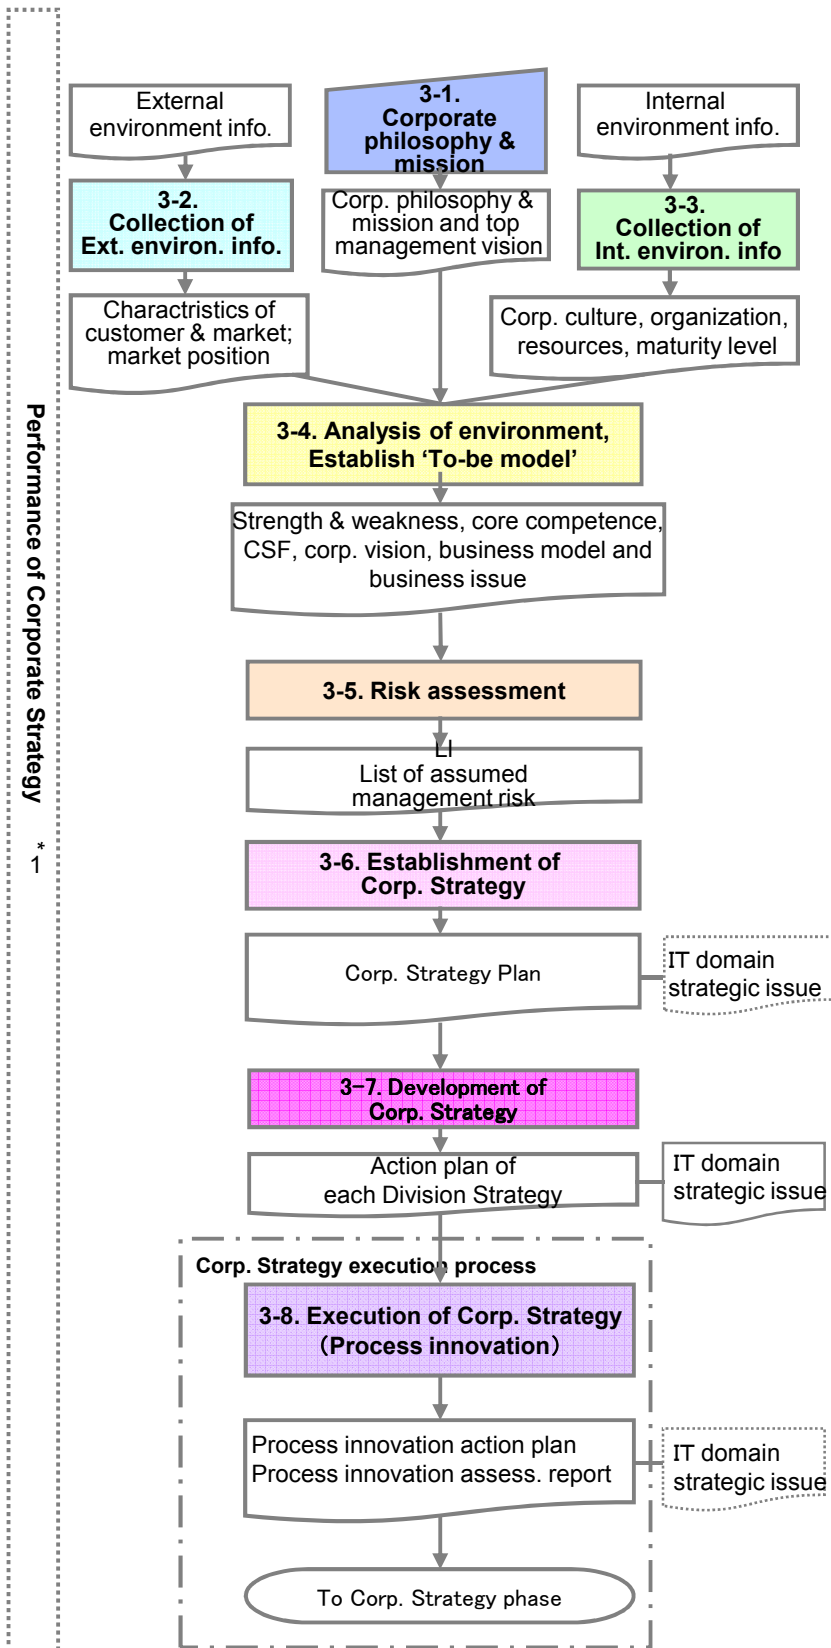 External
environment info.
3-1.
Corporate
philosophy &
mission
Internal
environment info.
3-2.
Collection of
Ext. environ. info.
Corp. philosophy &
mission and top
management vision
3-3.
Collection of
Int. environ. info
Charactristics of
customer & market;
market position
Corp. culture, organization,
resources, maturity level
Performance of Corporate Strategy *1
3-4. Analysis of environment,
Establish ‘To-be model’
Strength & weakness, core competence,
CSF, corp. vision, business model and
business issue
3-5. Risk assessment
LI
List of assumed
management risk
3-6. Establishment of
Corp. Strategy
Corp. Strategy Plan
IT domain
strategic issue
3-7. Development of
Corp. Strategy
Action plan of
each Division Strategy
IT domain
strategic issue
Corp. Strategy execution process
3-8. Execution of Corp. Strategy
（Process innovation）
Process innovation action plan
Process innovation assess. report
IT domain
strategic issue
To Corp. Strategy phase